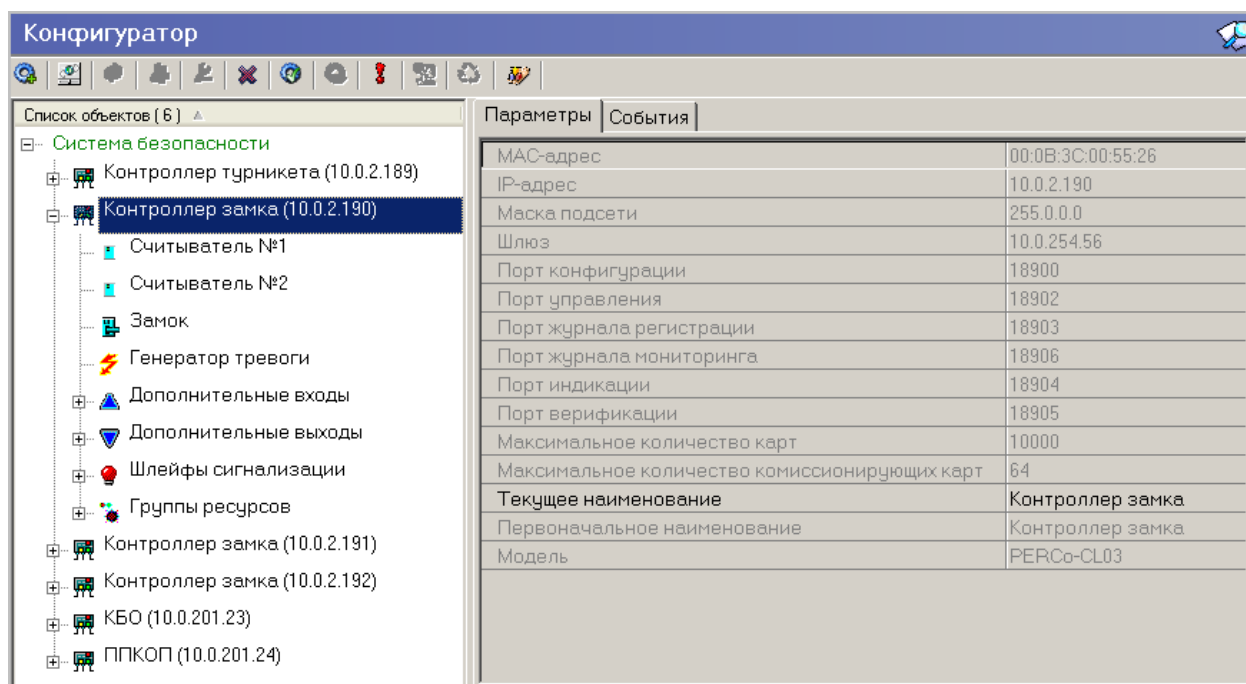 Конфигуратор
Список объектов ( 6 )
Система безопасности
Контроллер турникета (10.0.2.189)
Контроллер замка (10.0.2.190)
Считыватель №1
Считыватель №2
Замок
Генератор тревоги
Дополнительные входы
Дополнительные выходы
Шлейфы сигнализации
Группы ресурсов
Контроллер замка (10.0.2.191)
Контроллер замка (10.0.2.192)
КБО (10.0.201.23)
ППКОП (10.0.201.24)
Параметры События
MAC-адрес 00:0B:3C:00:55:26
IP-адрес 10.0.2.190
Маска подсети 255.0.0.0
Шлюз 10.0.254.56
Порт конфигурации 18900
Порт управления 18902
Порт журнала регистрации 18903
Порт журнала мониторинга 18906
Порт индикации 18904
Порт верификации 18905
Максимальное количество карт 10000
Максимальное количество комиссионирующих карт 64
Текущее наименование Контроллер замка
Первоначальное наименование Контроллер замка
Модель PERCo-CL03